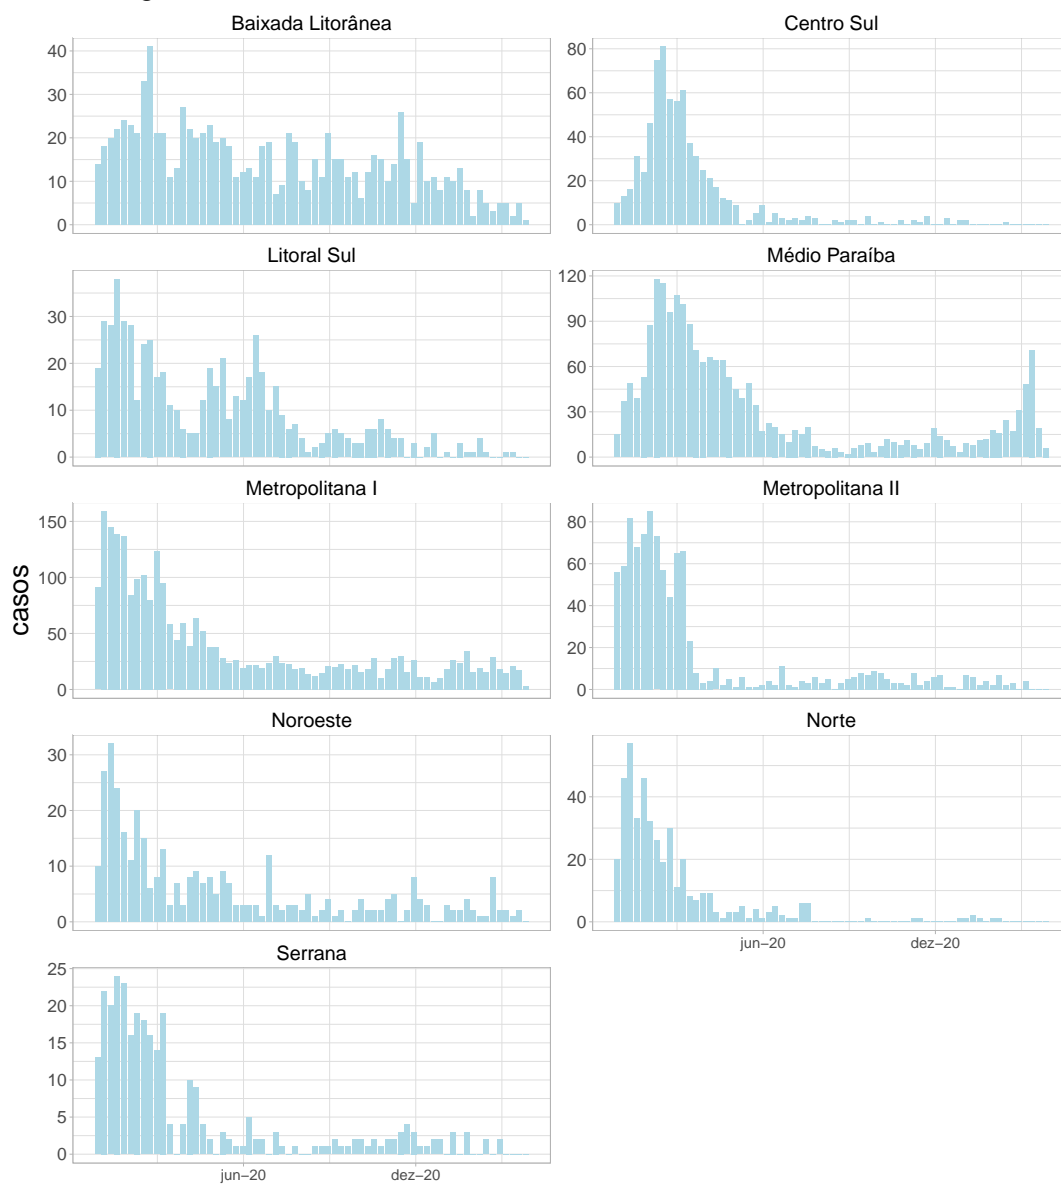 Baixada Litorânea
Centro Sul
40
30
20
10
0
80
60
40
20
0
Litoral Sul
Médio Paraíba
30
20
10
0
120
90
60
30
0
Metropolitana I
Metropolitana II
casos
150
100
50
0
80
60
40
20
0
Noroeste
Norte
30
20
10
0
40
20
0
jun−20
dez−20
Serrana
25
20
15
10
5
0
jun−20
dez−20